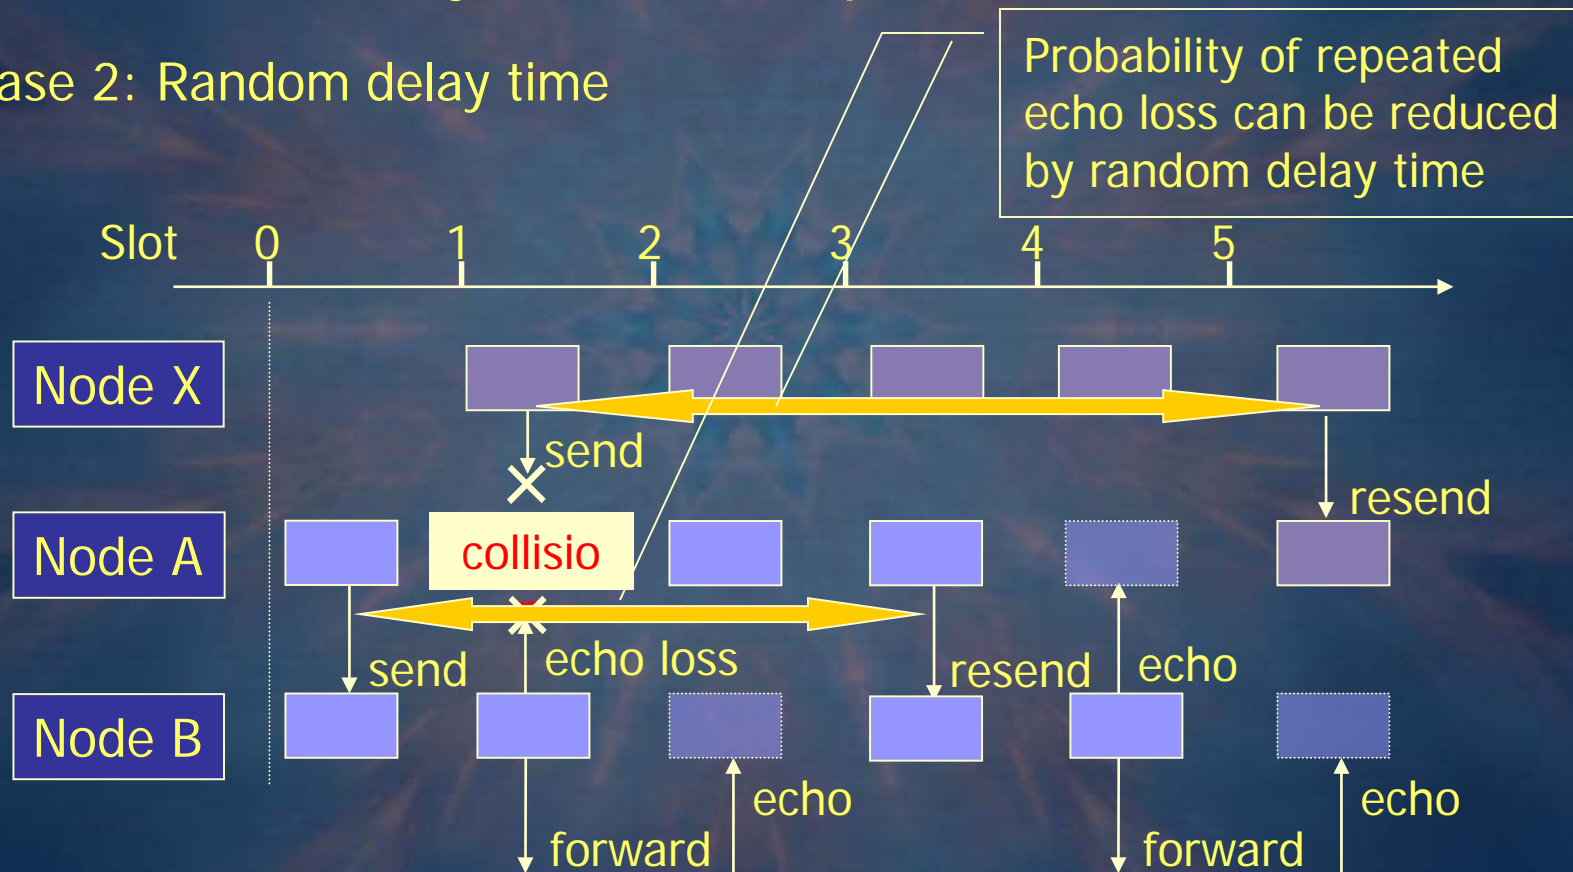 ase 2: Random delay time
Probability of repeated
echo loss can be reduced
by random delay time
Slot 0 1 2 3 4 5
Node X
send
resend
Node A
collisio
send
echo loss
resend
echo
Node B
echo
echo
forward
forward